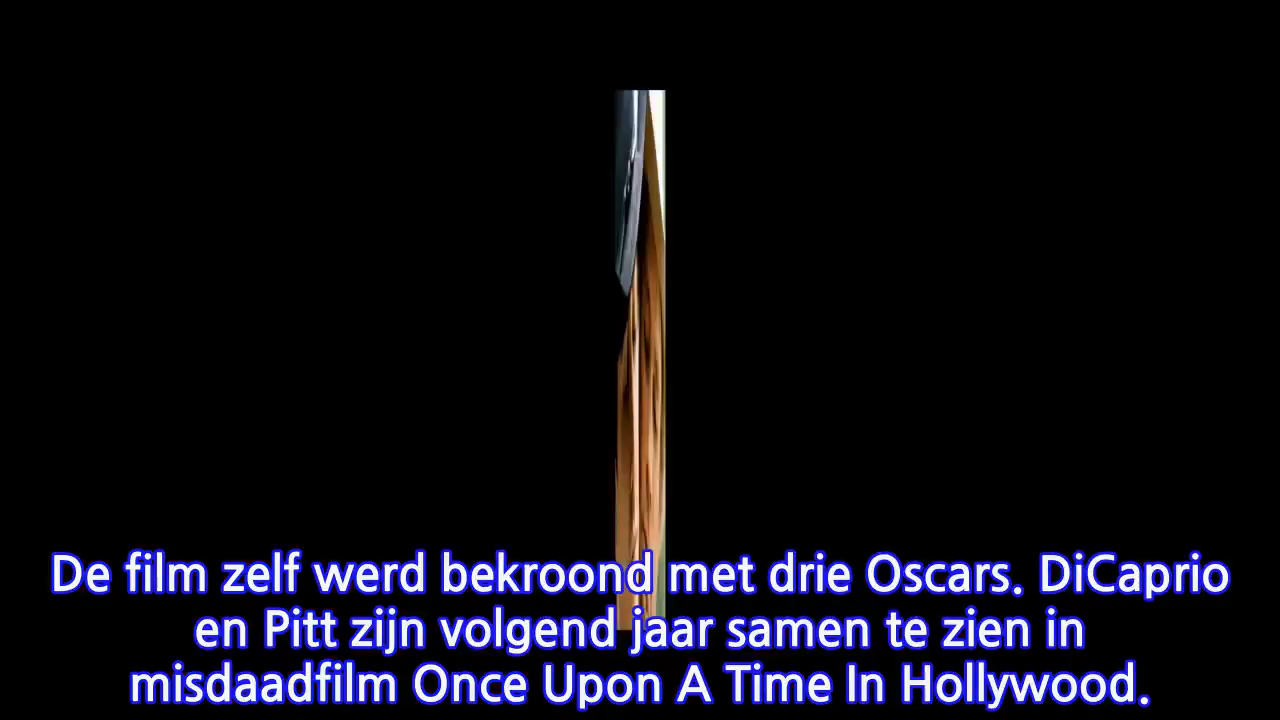 De film zelf werd bekroond met drie Oscars. DiCaprio
en Pitt zijn volgend jaar samen te zien in
misdaadfilm Once Upon A Time In Hollywood.